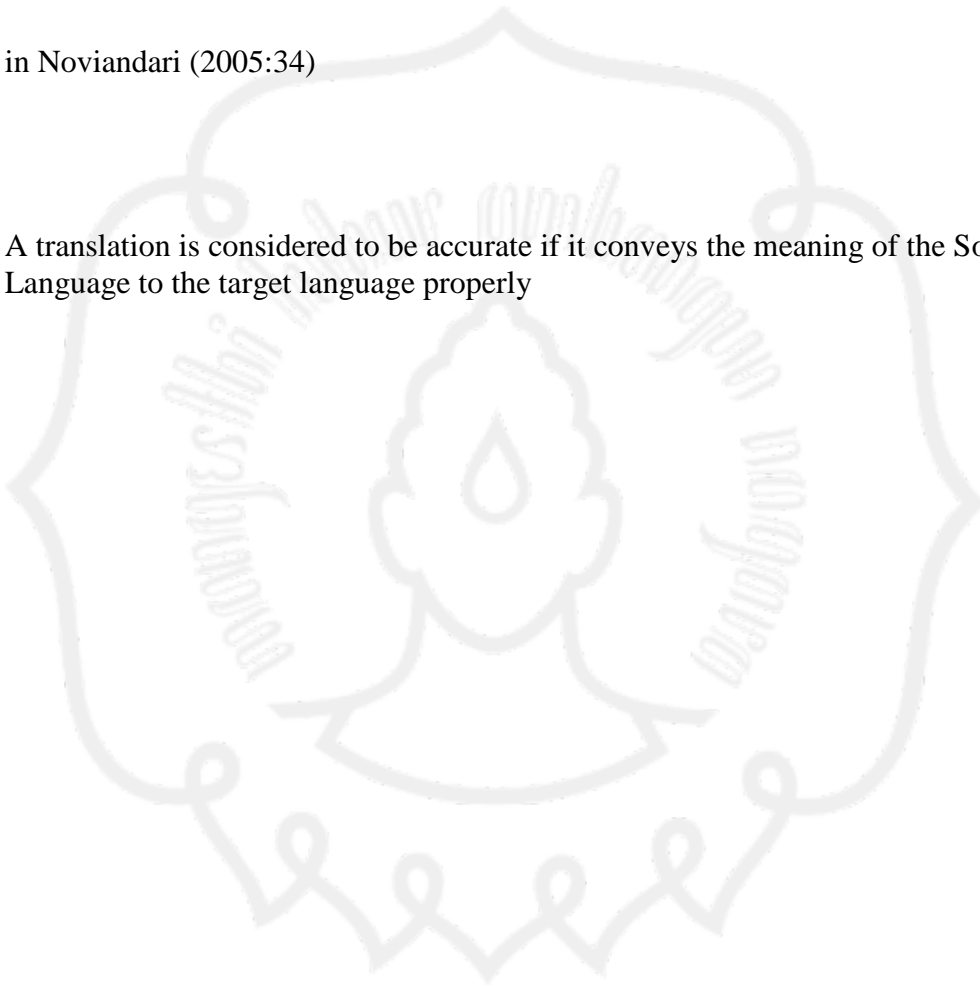 in Noviandari (2005:34)
A translation is considered to be accurate if it conveys the meaning of the So
Language to the target language properly